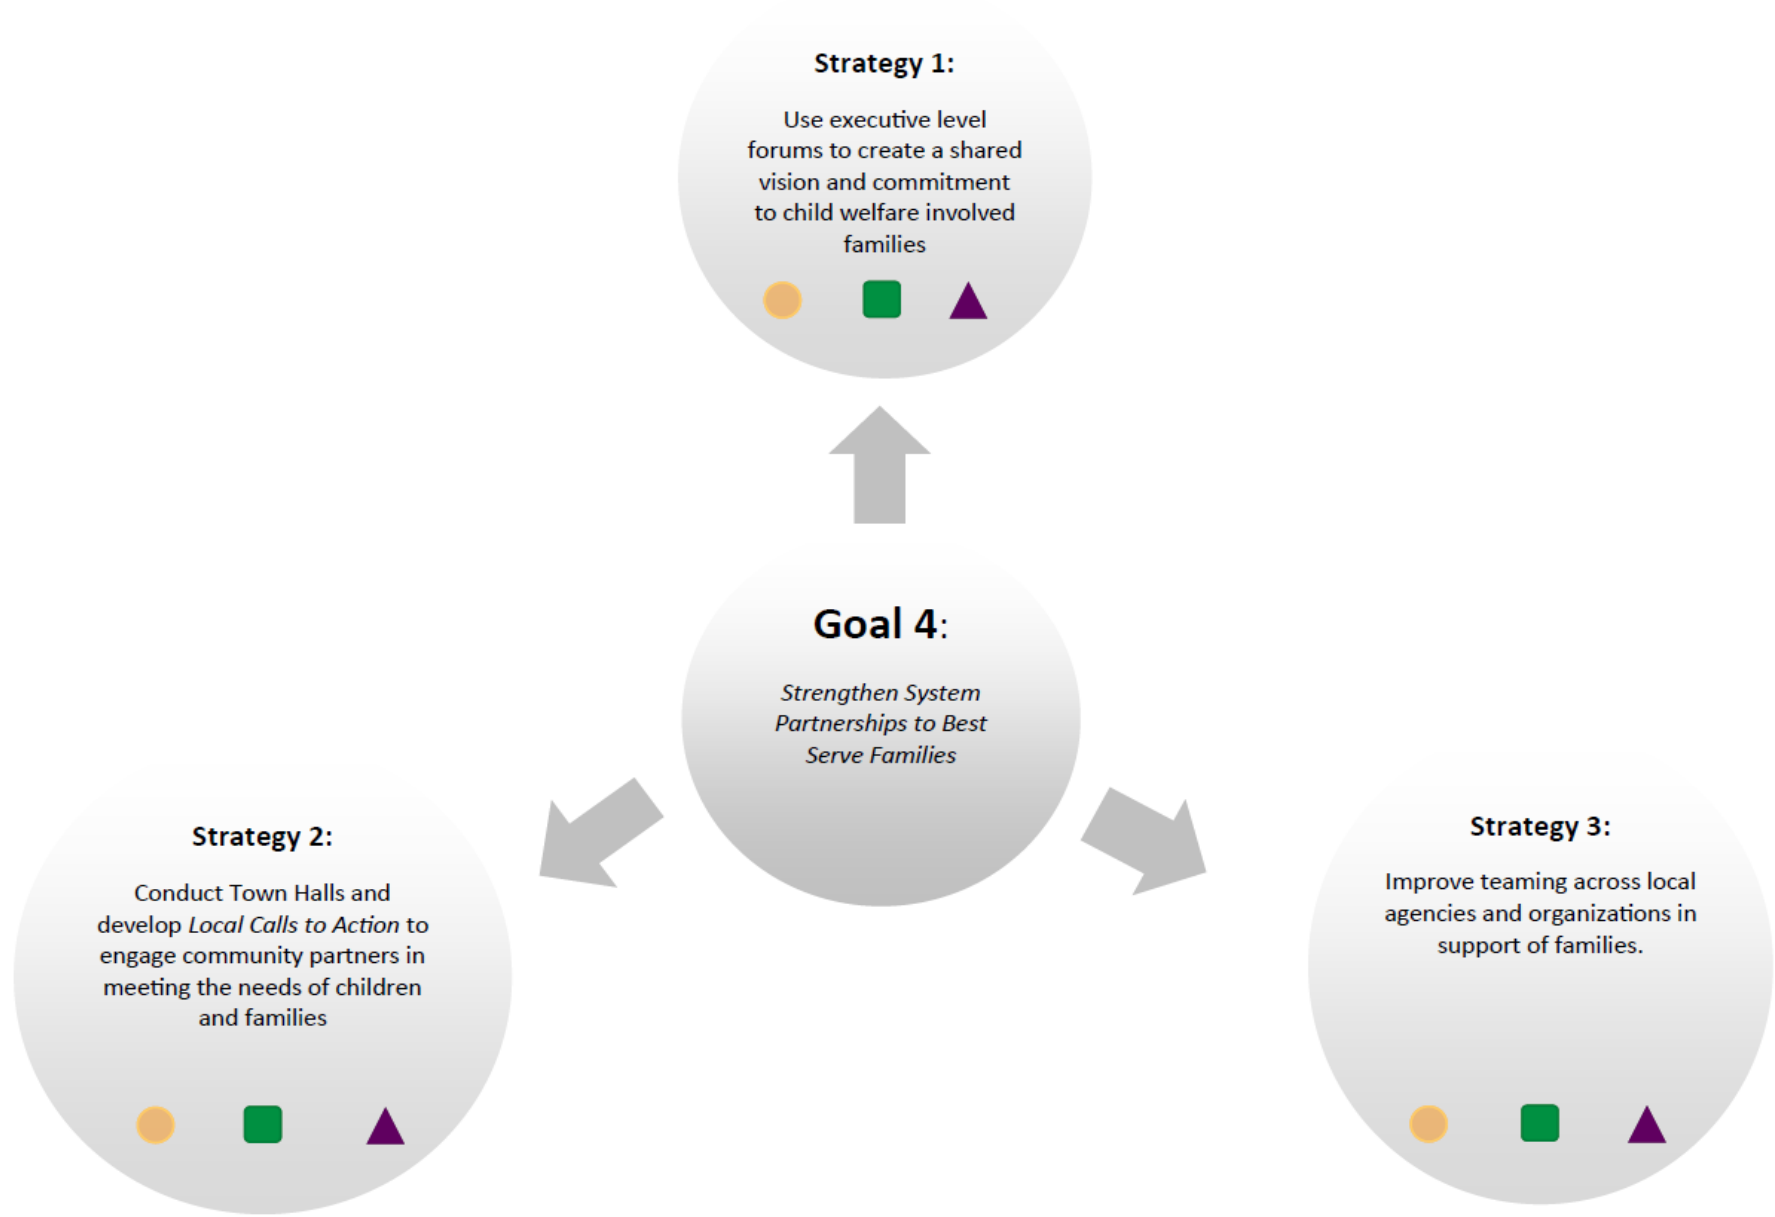 Strategy 1:
Use executive level
forums to create a shared
vision and commitment
to child welfare involved
families
Goal 4:
Strengthen System
Partnerships to Best
Serve Families
Strategy 2:
Conduct Town Halls and
develop Local Calls to Action to
engage community partners in
meeting the needs of children
and families
Strategy 3:
Improve teaming across local
agencies and organizations in
support of families.